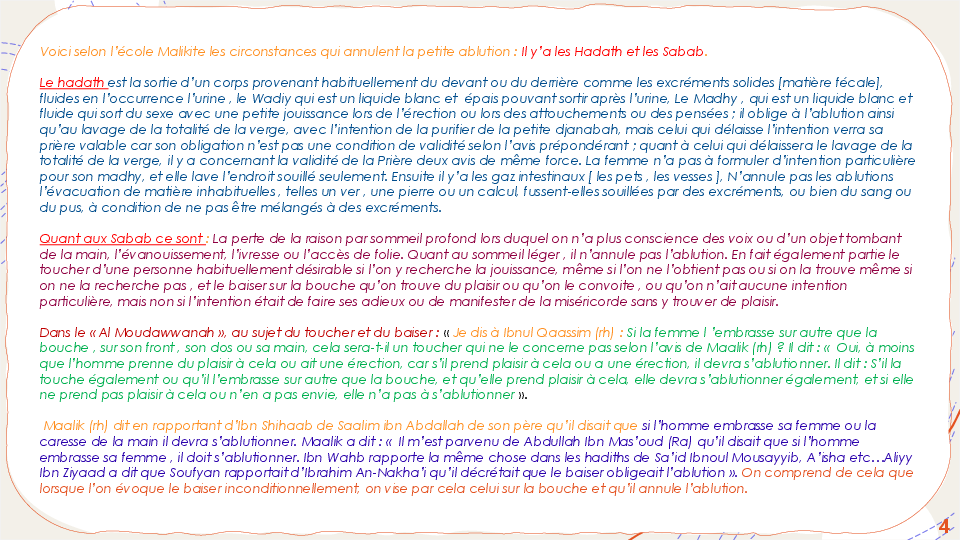 Voici selon l'école Malikite les circonstances qui annulent la petite ablution : Il y'a les Hadath et les Sabab.
Le hadath est la sortie d'un corps provenant habituellement du devant ou du derrière comme les excréments solides [matière fécale],
fluides en l'occurrence l'urine , le Wadiy qui est un liquide blanc et épais pouvant sortir après l'urine, Le Madhy , qui est un liquide blanc et
fluide qui sort du sexe avec une petite jouissance lors de l'érection ou lors des attouchements ou des pensées ; il oblige à l'ablution ainsi
qu'au lavage de la totalité de la verge, avec l'intention de la purifier de la petite djanabah, mais celui qui délaisse l'intention verra sa
prière valable car son obligation n'est pas une condition de validité selon l'avis prépondérant ; quant à celui qui délaissera le lavage de la
totalité de la verge, il y a concernant la validité de la Prière deux avis de même force. La femme n'a pas à formuler d'intention particulière
pour son madhy, et elle lave l'endroit souillé seulement. Ensuite il y'a les gaz intestinaux [ les pets , les vesses ], N'annule pas les ablutions
l'évacuation de matière inhabituelles , telles un ver , une pierre ou un calcul, fussent-elles souillées par des excréments, ou bien du sang ou
du pus, à condition de ne pas être mélangés à des excréments.
Quant aux Sabab ce sont : La perte de la raison par sommeil profond lors duquel on n'a plus conscience des voix ou d'un objet tombant
de la main, l'évanouissement, l'ivresse ou l'accès de folie. Quant au sommeil léger , il n'annule pas l'ablution. En fait également partie le
toucher d'une personne habituellement désirable si l'on y recherche la jouissance, même si l'on ne l'obtient pas ou si on la trouve même si
on ne la recherche pas , et le baiser sur la bouche qu'on trouve du plaisir ou qu'on le convoite , ou qu'on n'ait aucune intention
particulière, mais non si l'intention était de faire ses adieux ou de manifester de la miséricorde sans y trouver de plaisir.
Dans le « Al Moudawwanah », au sujet du toucher et du baiser : « Je dis à Ibnul Qaassim (rh) : Si la femme l 'embrasse sur autre que la
bouche , sur son front , son dos ou sa main, cela sera-t-il un toucher qui ne le concerne pas selon l'avis de Maalik (rh) ? Il dit : « Oui, à moins
que l'homme prenne du plaisir à cela ou ait une érection, car s'il prend plaisir à cela ou a une érection, il devra s'ablutionner. Il dit : S'il la
touche également ou qu'il l'embrasse sur autre que la bouche, et qu'elle prend plaisir à cela, elle devra s'ablutionner également, et si elle
ne prend pas plaisir à cela ou n'en a pas envie, elle n'a pas à s'ablutionner ».
Maalik (rh) dit en rapportant d'Ibn Shihaab de Saalim ibn Abdallah de son père qu'il disait que si l'homme embrasse sa femme ou la
caresse de la main il devra s'ablutionner. Maalik a dit : « Il m'est parvenu de Abdullah Ibn Mas'oud (Ra) qu'il disait que si l'homme
embrasse sa femme , il doit s'ablutionner. Ibn Wahb rapporte la même chose dans les hadiths de Sa'id Ibnoul Mousayyib, A'isha etc...Aliyy
Ibn Ziyaad a dit que Soufyan rapportait d'Ibrahim An-Nakha'i qu'il décrétait que le baiser obligeait l'ablution ». On comprend de cela que
lorsque l'on évoque le baiser inconditionnellement, on vise par cela celui sur la bouche et qu'il annule l'ablution.
4